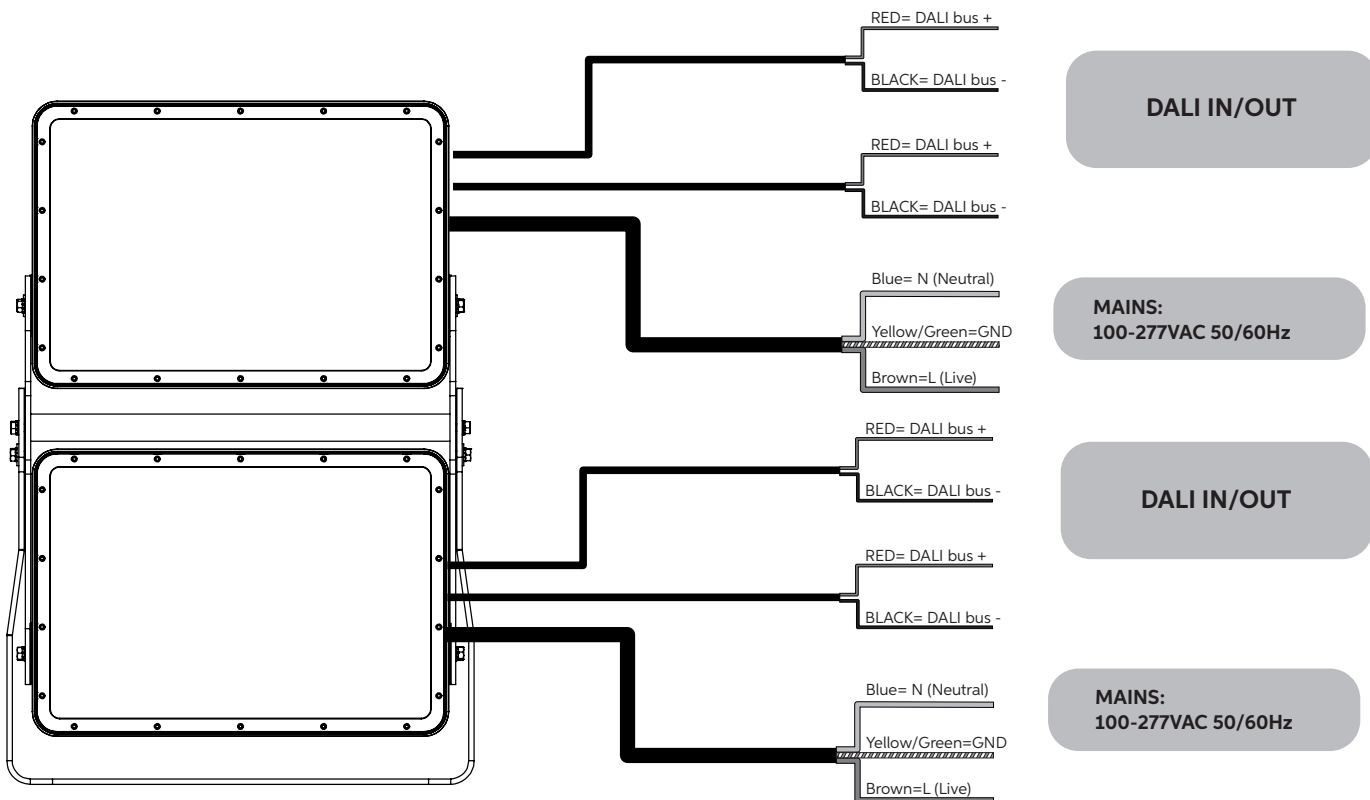 RED= DALI bus +
BLACK= DALI bus -
DALI IN/OUT
RED= DALI bus +
BLACK= DALI bus -
Blue= N (Neutral)
Yellow/Green=GND
Brown=L (Live)
MAINS:
100-277VAC 50/60Hz
RED= DALI bus +
BLACK= DALI bus -
DALI IN/OUT
RED= DALI bus +
BLACK= DALI bus -
Blue= N (Neutral)
Yellow/Green=GND
Brown=L (Live)
MAINS:
100-277VAC 50/60Hz